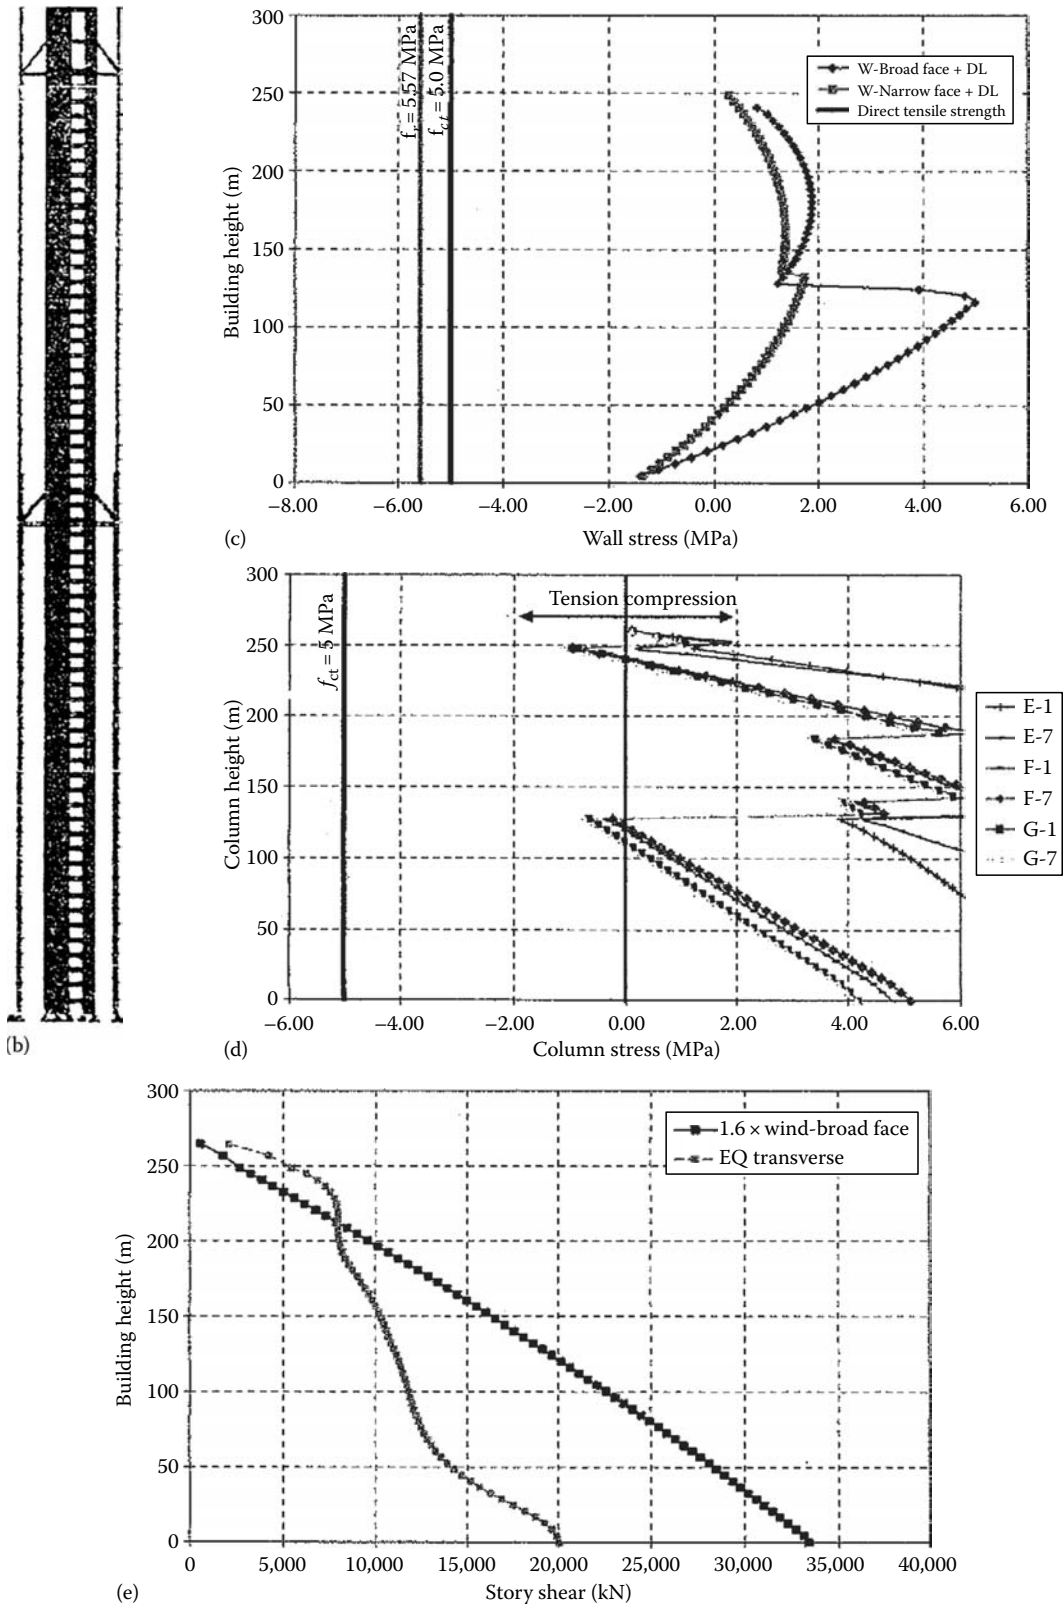 (b)
300
250
200
150
100
50
0
Building height (m)
f_r = 5.57 MPa
f_ct = 5.0 MPa
W-Broad face + DL
W-Narrow face + DL
Direct tensile strength
−8.00 −6.00 −4.00 −2.00 0.00 2.00 4.00 6.00
Wall stress (MPa)
(c)
300
250
200
150
100
50
0
Column height (m)
f_ct = 5 MPa
Tension compression
E-1
E-7
F-1
F-7
G-1
G-7
−6.00 −4.00 −2.00 0.00 2.00 4.00 6.00
Column stress (MPa)
(d)
300
250
200
150
100
50
0
Building height (m)
1.6 × wind-broad face
EQ transverse
0 5,000 10,000 15,000 20,000 25,000 30,000 35,000 40,000
Story shear (kN)
(e)